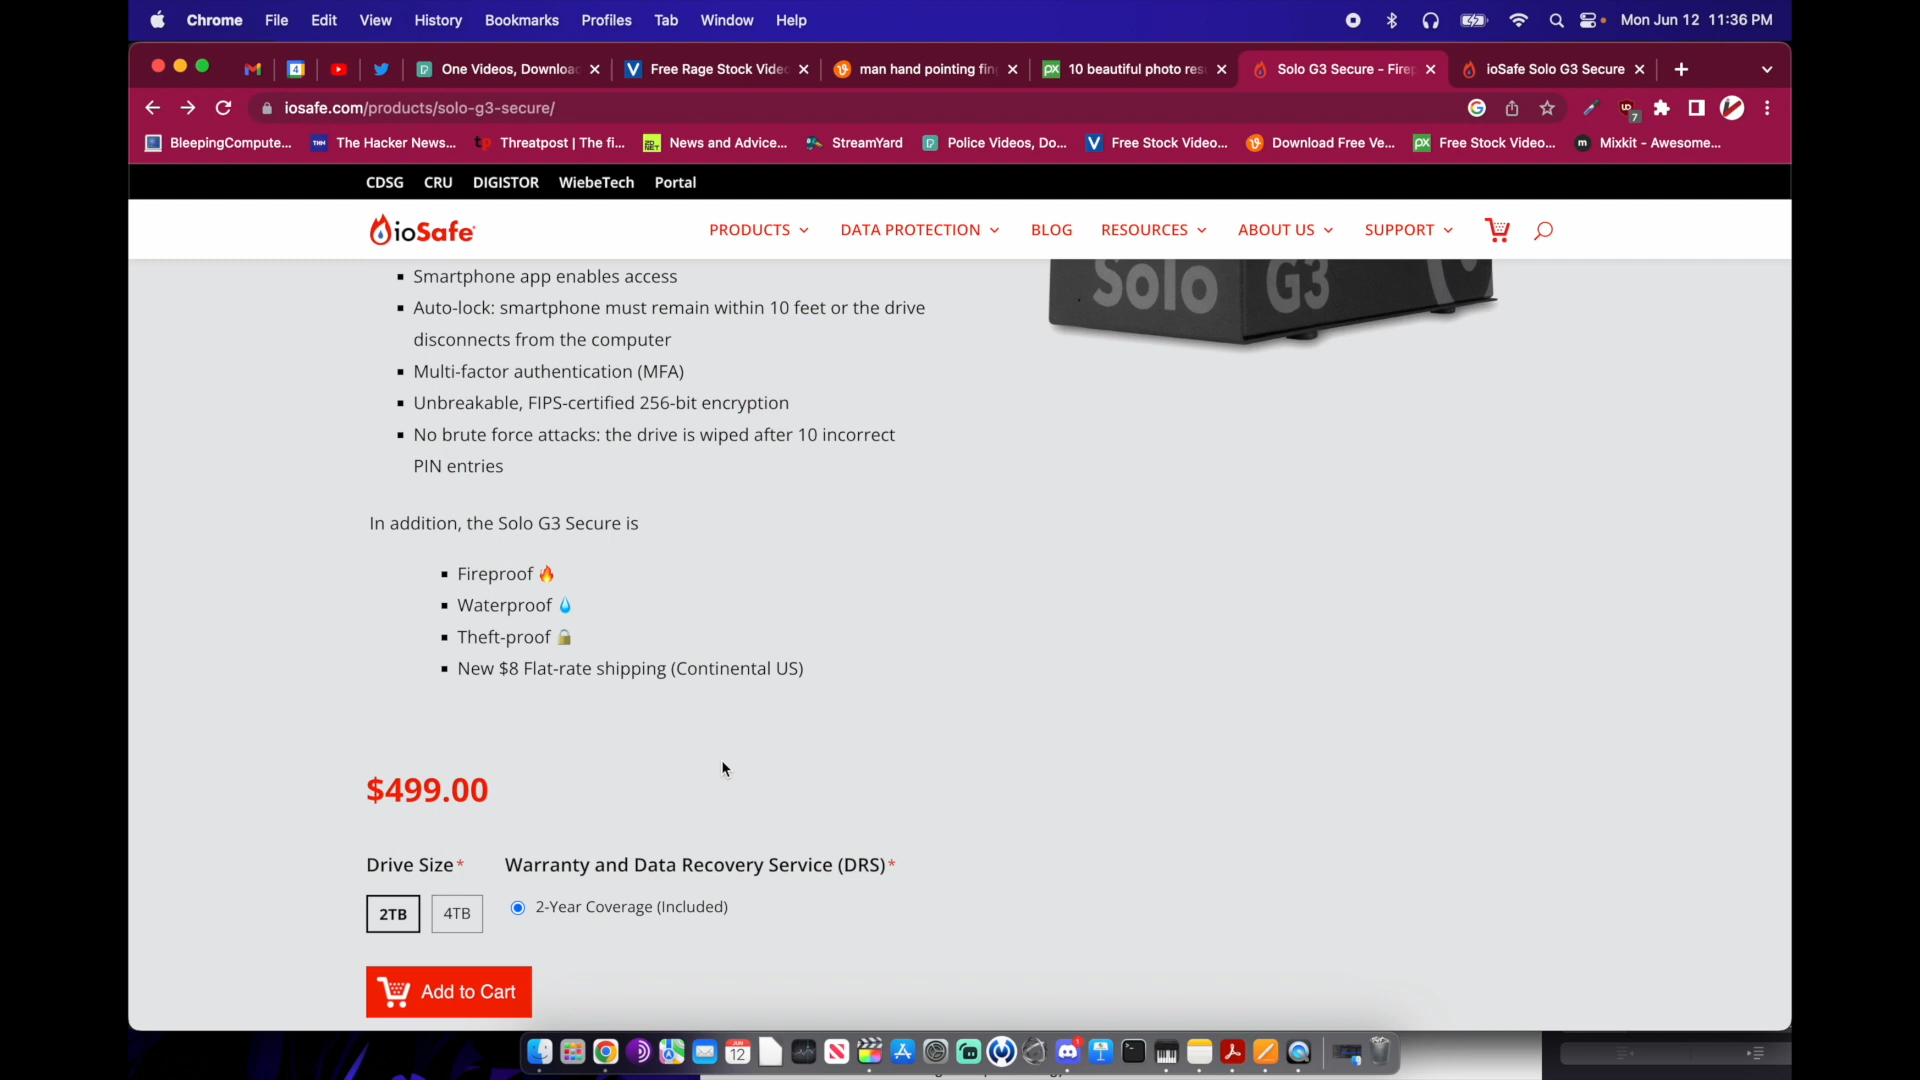 Chrome File Edit View History Bookmarks Profiles Tab Window Help Mon Jun 12 11:36 PM
4 One Videos, Downloa Free Rage Stock Vide man hand pointing fin 10 beautiful photo res Solo G3 Secure - Firep ioSafe Solo G3 Secure
iosafe.com/products/solo-g3-secure/
BleepingCompute... The Hacker News... Threatpost | The fi... News and Advice... StreamYard Police Videos, Do... Free Stock Video... Download Free Ve... Free Stock Video... Mixkit - Awesome...
CDSG CRU DIGISTOR WiebeTech Portal
ioSafe PRODUCTS DATA PROTECTION BLOG RESOURCES ABOUT US SUPPORT
Smartphone app enables access
Auto-lock: smartphone must remain within 10 feet or the drive
disconnects from the computer
Multi-factor authentication (MFA)
Unbreakable, FIPS-certified 256-bit encryption
No brute force attacks: the drive is wiped after 10 incorrect
PIN entries
Solo G3
In addition, the Solo G3 Secure is
Fireproof 🔥
Waterproof 💧
Theft-proof 🔒
New $8 Flat-rate shipping (Continental US)
$499.00
Drive Size* Warranty and Data Recovery Service (DRS)*
2TB 4TB 2-Year Coverage (Included)
Add to Cart
JUN
12